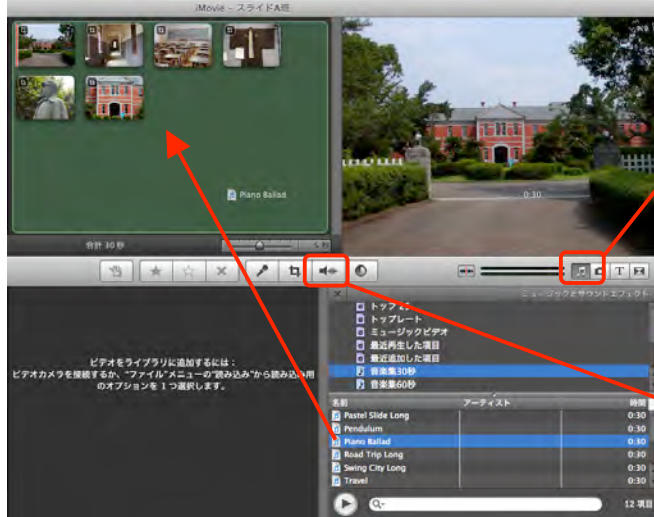 iMovie – スライドA班
Piano Ballad
0:30
合計 30 秒
5 秒
T
ミュージックとサウンドエフェクト
トップ 25
トップレート
ミュージックビデオ
最近再生した項目
最近追加した項目
音楽集30秒
音楽集60秒
ビデオをライブラリに追加するには：
ビデオカメラを接続するか、"ファイル"メニューの"読み込み"から読み込み用
のオプションを 1 つ選択します。
名前 アーティスト 時間
Pastel Slide Long 0:30
Pendulum 0:30
Piano Ballad 0:30
Road Trip Long 0:30
Swing City Long 0:30
Travel 0:30
12 項目